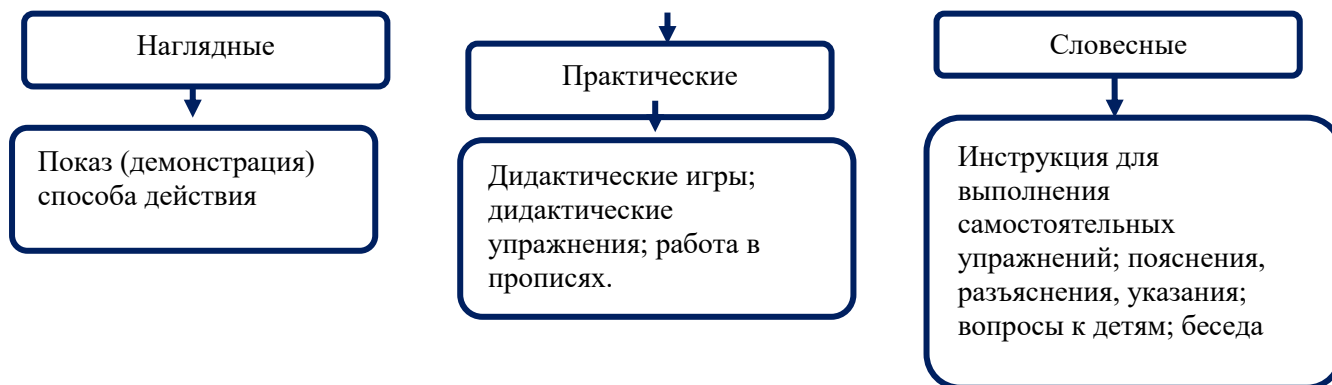 Наглядные
Показ (демонстрация)
способа действия
Практические
Дидактические игры;
дидактические
упражнения; работа в
прописях.
Словесные
Инструкция для
выполнения
самостоятельных
упражнений; пояснения,
разъяснения, указания;
вопросы к детям; беседа